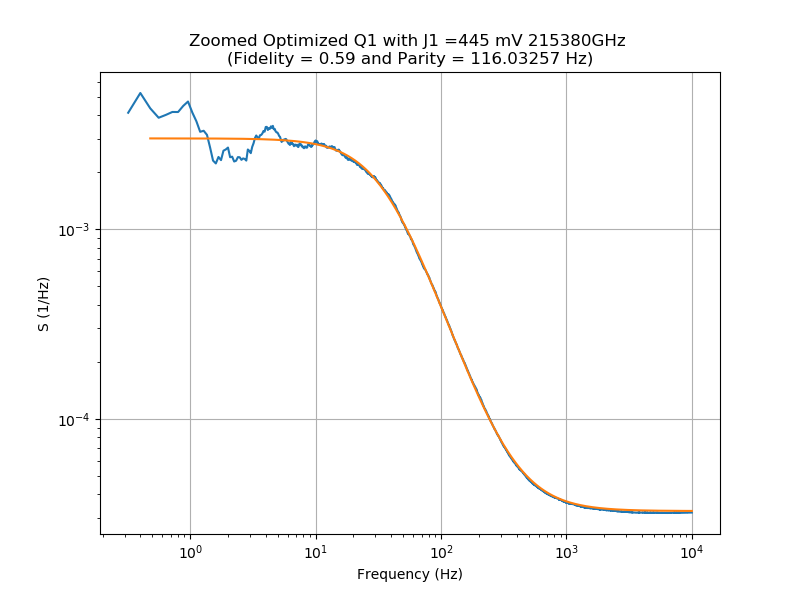 Zoomed Optimized Q1 with J1 =445 mV 215380GHz
(Fidelity = 0.59 and Parity = 116.03257 Hz)
S (1/Hz)
10⁻³
10⁻⁴
10⁰ 10¹ 10² 10³ 10⁴
Frequency (Hz)